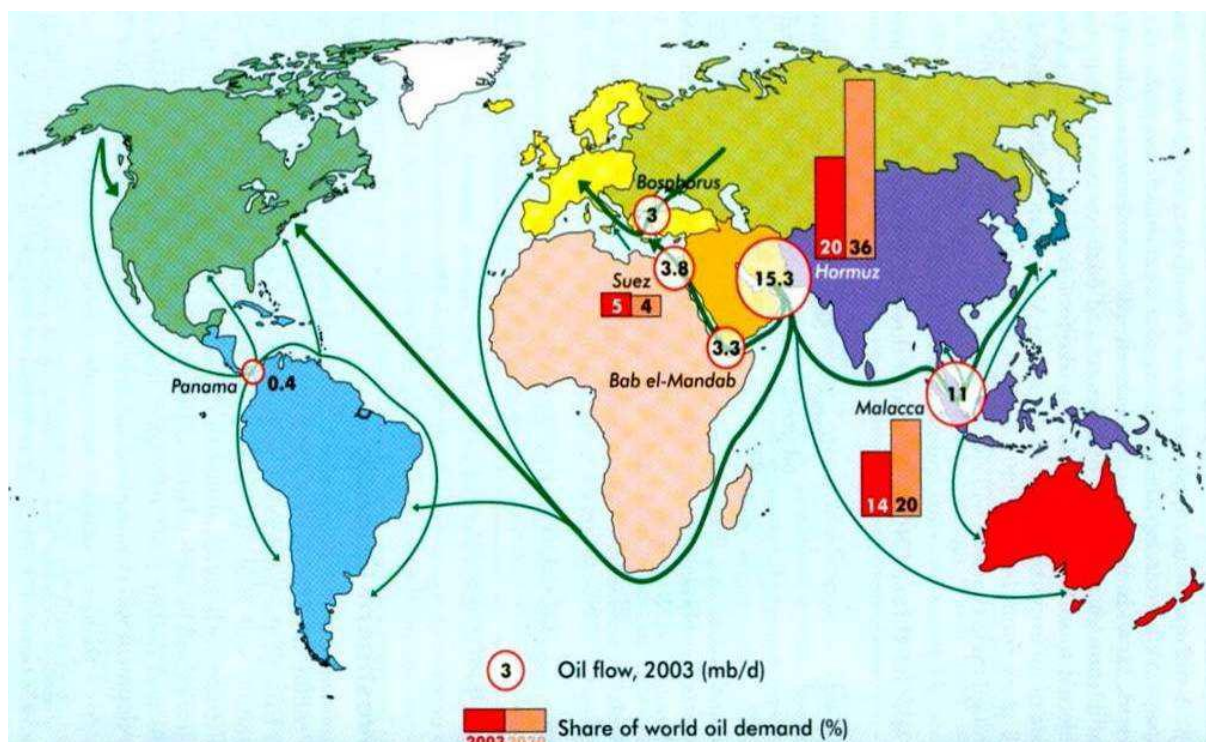 Bosphorus
3
20 36
Hormuz
3.8
15.3
Suez
5 4
3.3
Bab el-Mandab
Panama
0.4
11
Malacca
14 20
3 Oil flow, 2003 (mb/d)
Share of world oil demand (%)
2003